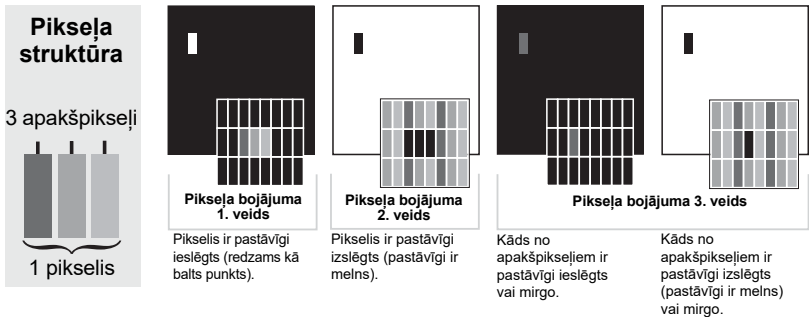 Pikseļa
struktūra
3 apakšpikseļi
1 pikselis
Pikseļa bojājuma
1. veids
Pikselis ir pastāvīgi
ieslēgts (redzams kā
balts punkts).
Pikseļa bojājuma
2. veids
Pikselis ir pastāvīgi
izslēgts (pastāvīgi ir
melns).
Pikseļa bojājuma 3. veids
Kāds no
apakšpikseļiem ir
pastāvīgi ieslēgts
vai mirgo.
Kāds no
apakšpikseļiem ir
pastāvīgi izslēgts
(pastāvīgi ir melns)
vai mirgo.